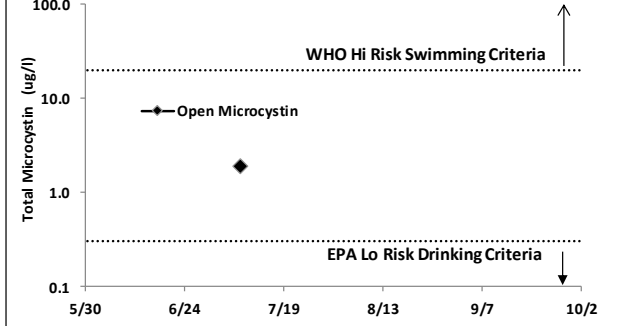 100.0
WHO Hi Risk Swimming Criteria
10.0
Open Microcystin
Total Microcystin (ug/l)
1.0
EPA Lo Risk Drinking Criteria
0.1
5/30 6/24 7/19 8/13 9/7 10/2